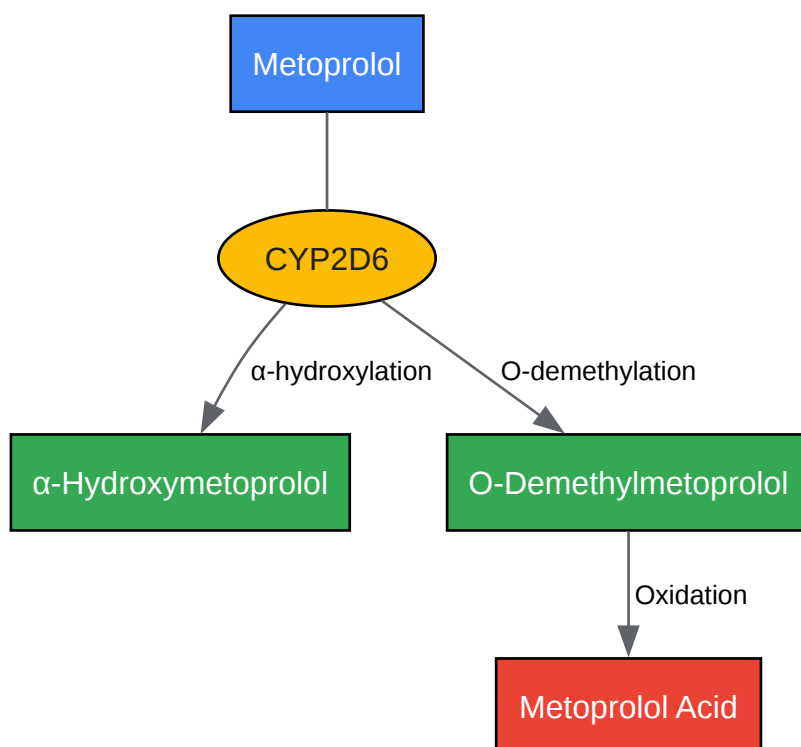 Metoprolol
CYP2D6
α-hydroxylation
O-demethylation
α-Hydroxymetoprolol
O-Demethylmetoprolol
Oxidation
Metoprolol Acid